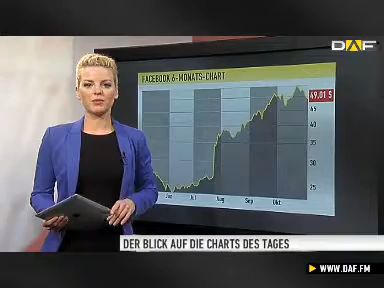 DAF
FACEBOOK 6-MONATS-CHART
49,01 $
45
40
35
30
25
Jun
Jul
Aug
Sep
Okt
DER BLICK AUF DIE CHARTS DES TAGES
WWW.DAF.FM